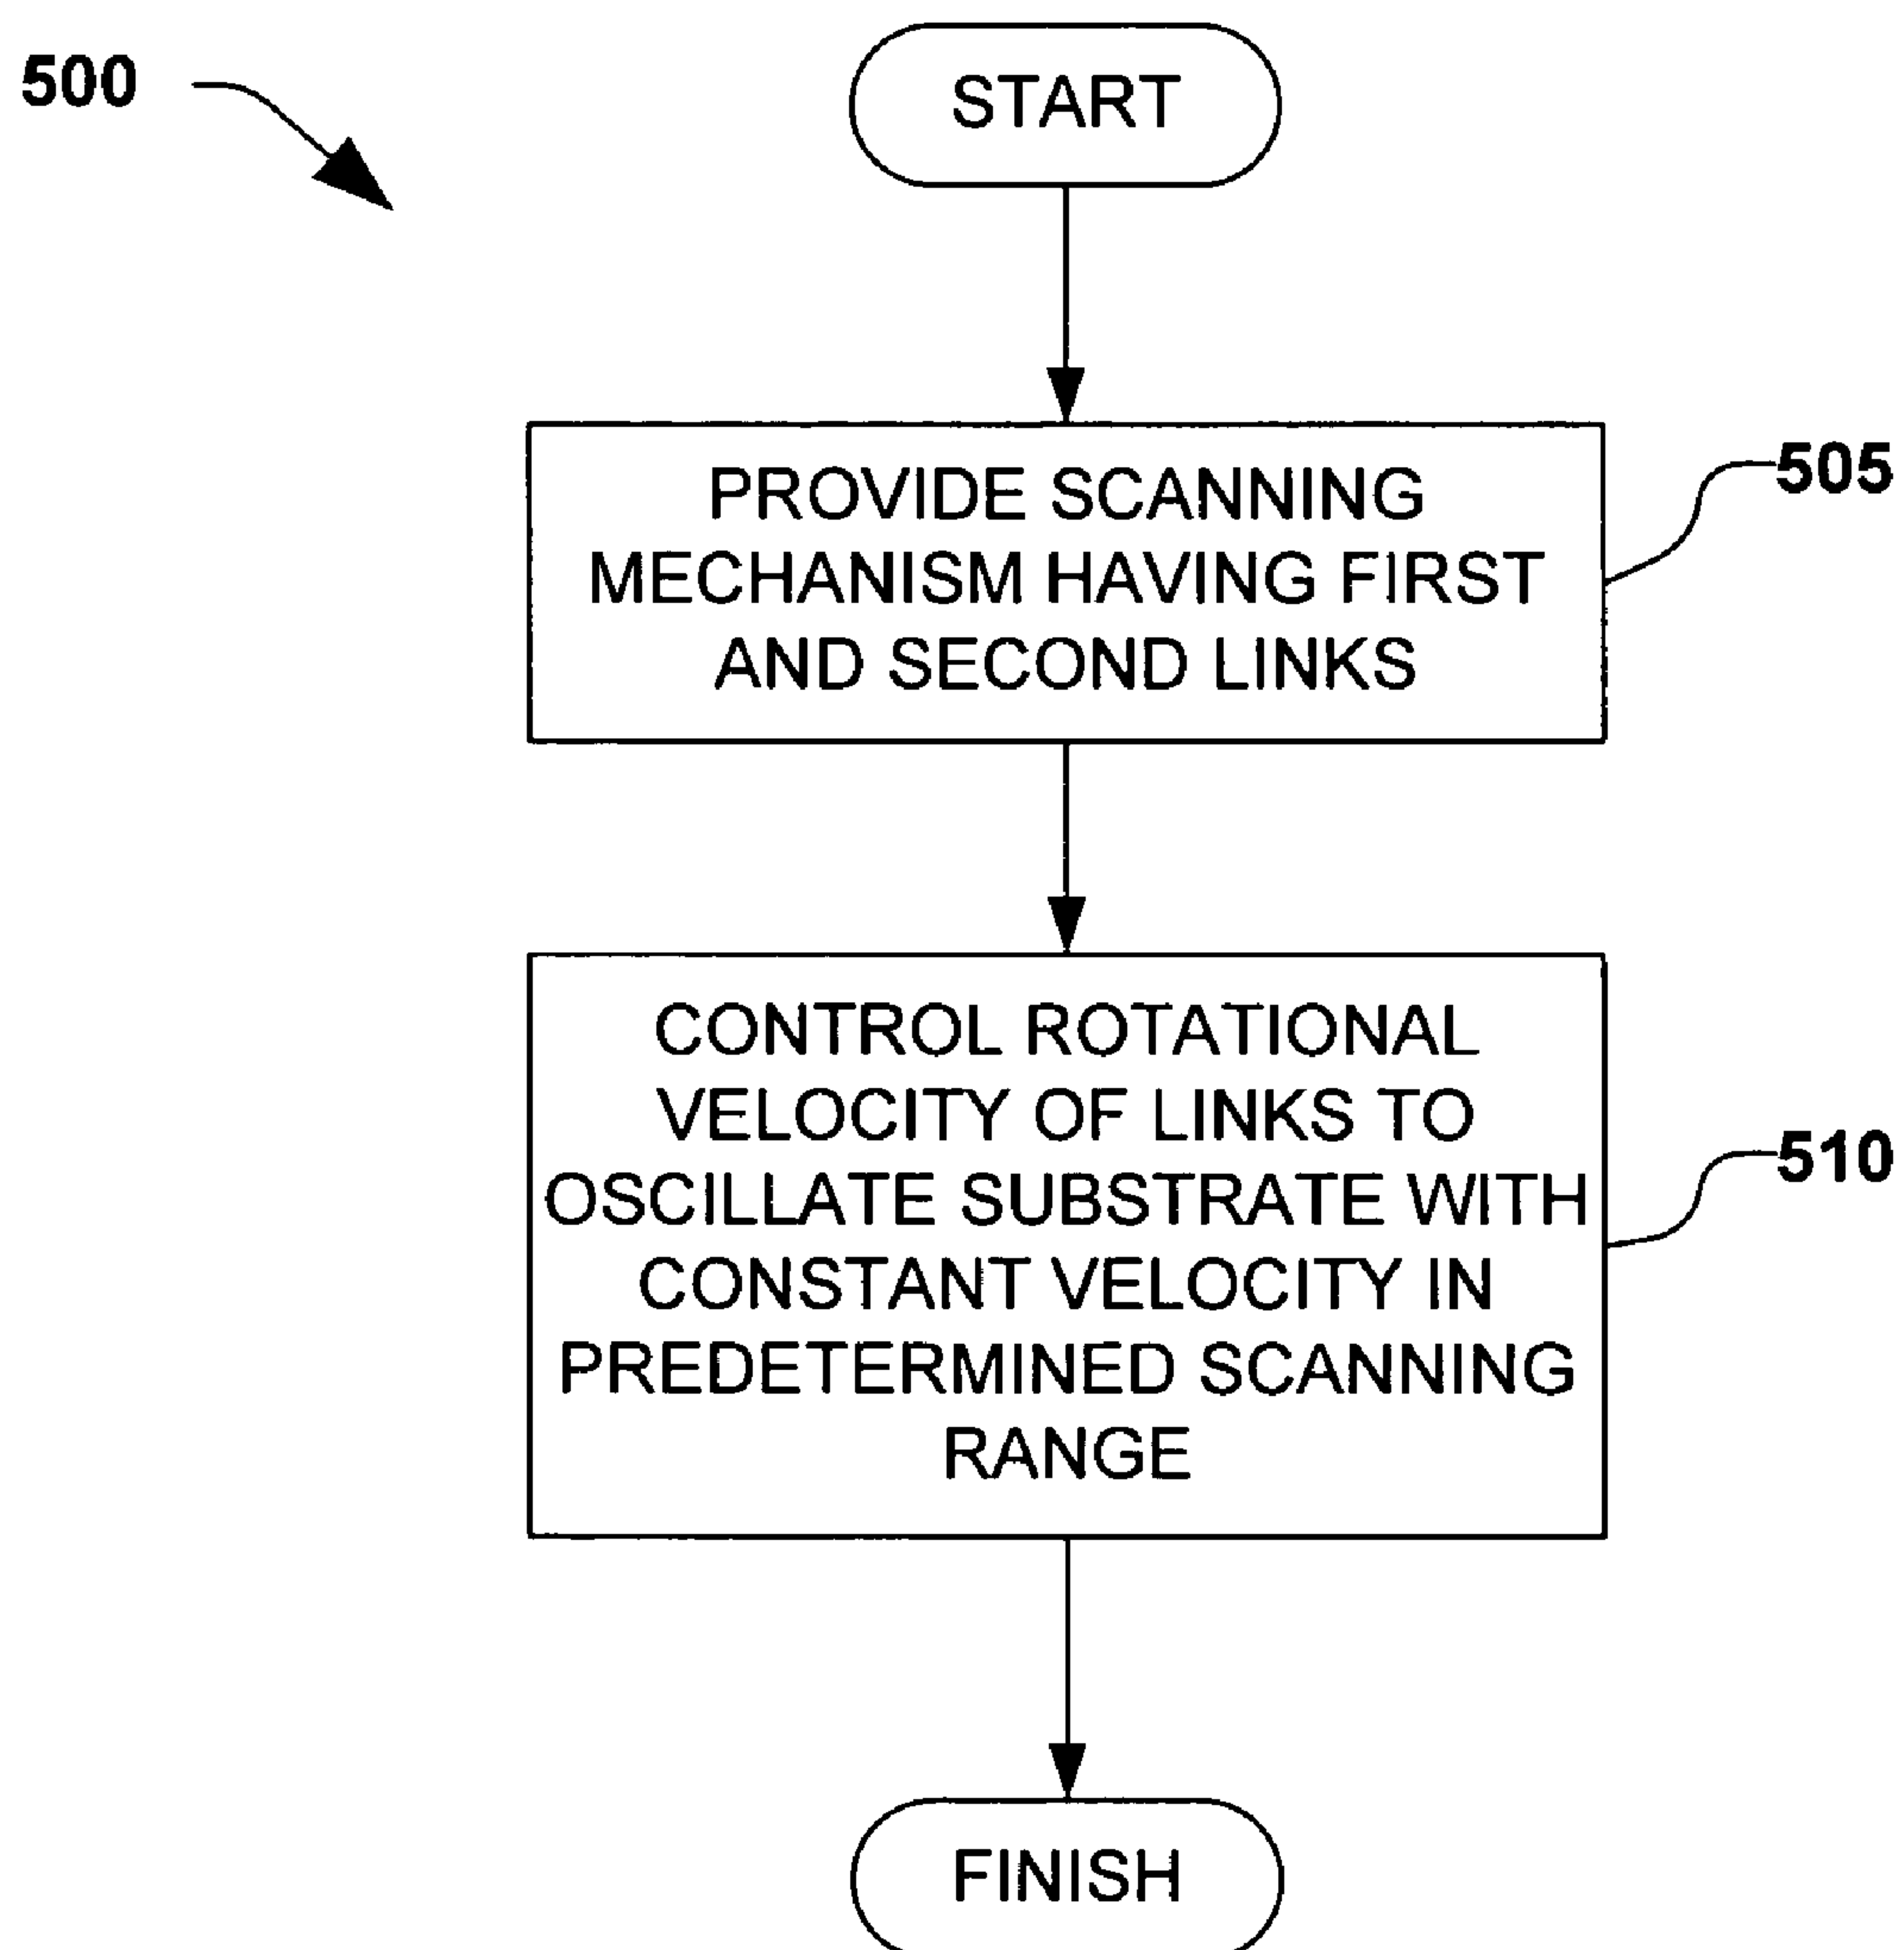 500
START
PROVIDE SCANNING
MECHANISM HAVING FIRST
AND SECOND LINKS
505
CONTROL ROTATIONAL
VELOCITY OF LINKS TO
OSCILLATE SUBSTRATE WITH
CONSTANT VELOCITY IN
PREDETERMINED SCANNING
RANGE
510
FINISH